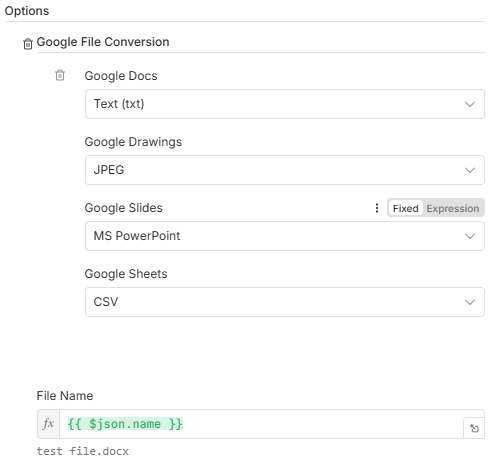 Options
Google File Conversion
Google Docs
Text (txt)
Google Drawings
JPEG
Google Slides
Fixed Expression
MS PowerPoint
Google Sheets
CSV
File Name
fx {{ $json.name }}
test file.docx